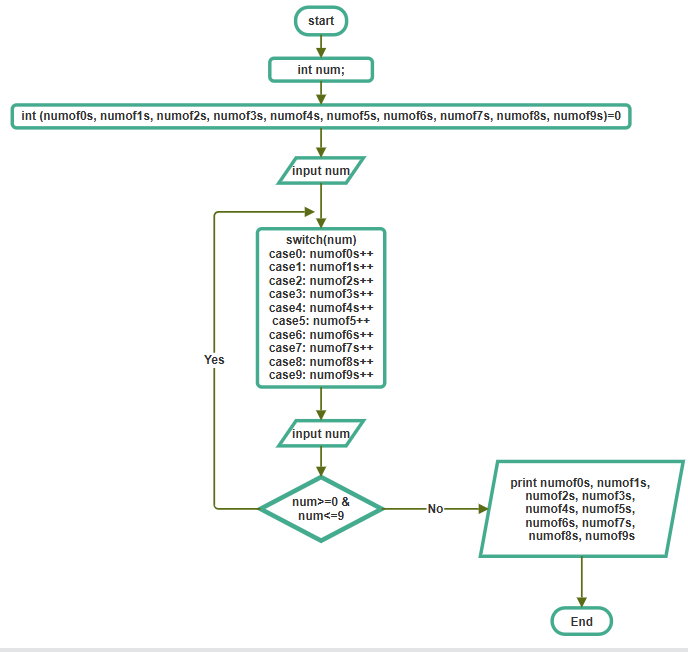 start
int num;
int (numof0s, numof1s, numof2s, numof3s, numof4s, numof5s, numof6s, numof7s, numof8s, numof9s)=0
input num
switch(num)
case0: numof0s++
case1: numof1s++
case2: numof2s++
case3: numof3s++
case4: numof4s++
case5: numof5++
case6: numof6s++
case7: numof7s++
case8: numof8s++
case9: numof9s++
Yes
input num
num>=0 &
num<=9
No
print numof0s, numof1s,
numof2s, numof3s,
numof4s, numof5s,
numof6s, numof7s,
numof8s, numof9s
End